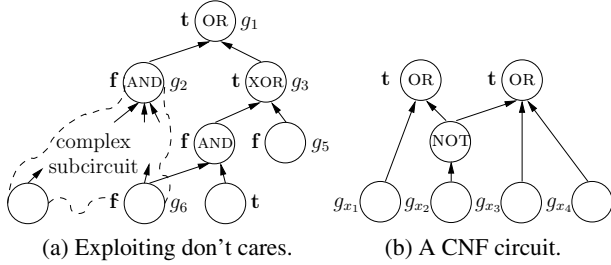 t OR g1
f AND g2 t XOR g3
complex
subcircuit
f AND f g5
f g6 t
(a) Exploiting don't cares.
t OR t OR
NOT
gx1 gx2 gx3 gx4
(b) A CNF circuit.